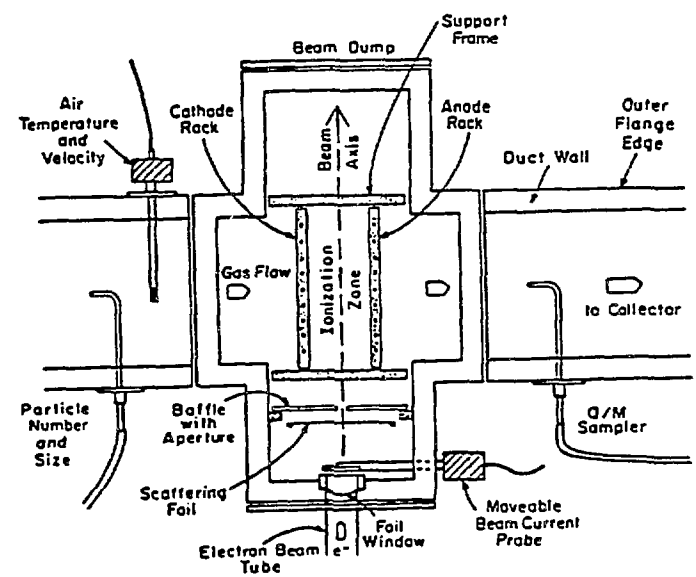 Support
Frame
Beam Dump
Air
Temperature
and
Velocity
Cathode
Rack
Beam
Axis
Anode
Rack
Outer
Flange
Edge
Duct Wall
Gas Flow
Ionization
Zone
to Collector
Particle
Number
and
Size
Baffle
with
Aperture
Q/M
Sampler
Scattering
Foil
Moveable
Beam Current
Probe
Foil
Window
Electron Beam
Tube
e-